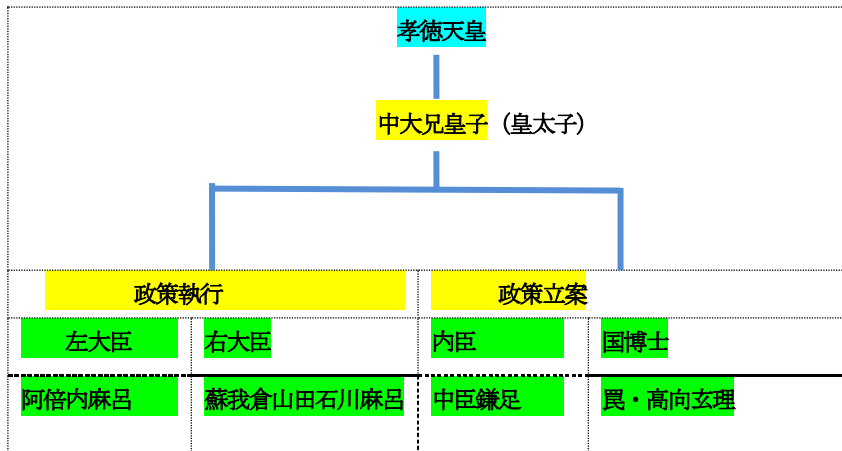 孝徳天皇
中大兄皇子（皇太子）
政策執行 政策立案
左大臣 右大臣 内臣 国博士
阿倍内麻呂 蘇我倉山田石川麻呂 中臣鎌足 罠・高向玄理